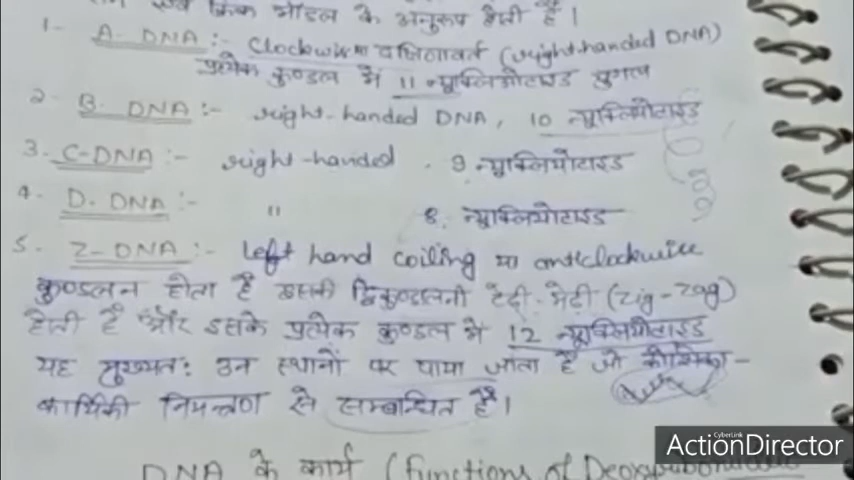 क्रिक मॉडल के अनुरूप होती है।
1- A- DNA :- Clockwise या दक्षिणावर्त (right-handed DNA)
प्रत्येक कुण्डल में 11 न्यूक्लियोटाइड युगल
2- B- DNA :- right-handed DNA, 10 न्यूक्लियोटाइड
3- C-DNA :- right-handed . 9 न्यूक्लियोटाइड
4- D. DNA :- " 8. न्यूक्लियोटाइड
5- Z-DNA :- Left hand coiling या anticlockwise
कुण्डलन होता है इसकी द्विकुण्डलनी टेढ़ी-मेढ़ी (zig-zag)
होती है और इसके प्रत्येक कुण्डल में 12 न्यूक्लियोटाइड
यह मुख्यतः उन स्थानों पर पाया जाता है जो कोशिका-
कार्यिकी नियन्त्रण से सम्बन्धित है।
DNA के कार्य (functions of
CyberLink
ActionDirector